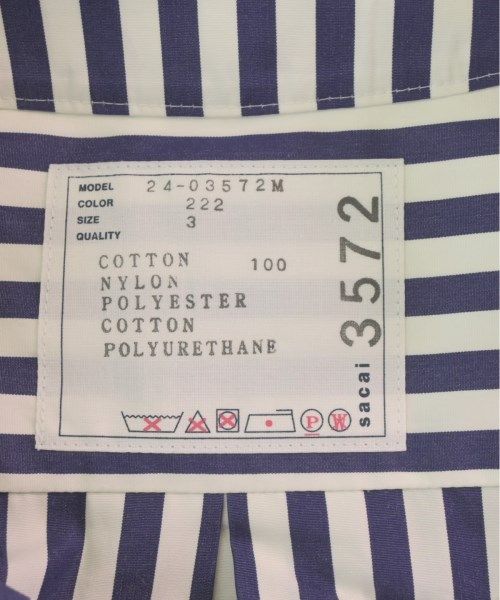 MODEL 24-03572M
COLOR 222
SIZE 3
QUALITY
COTTON 100
NYLON
POLYESTER
COTTON
POLYURETHANE
P W
sacai 3572